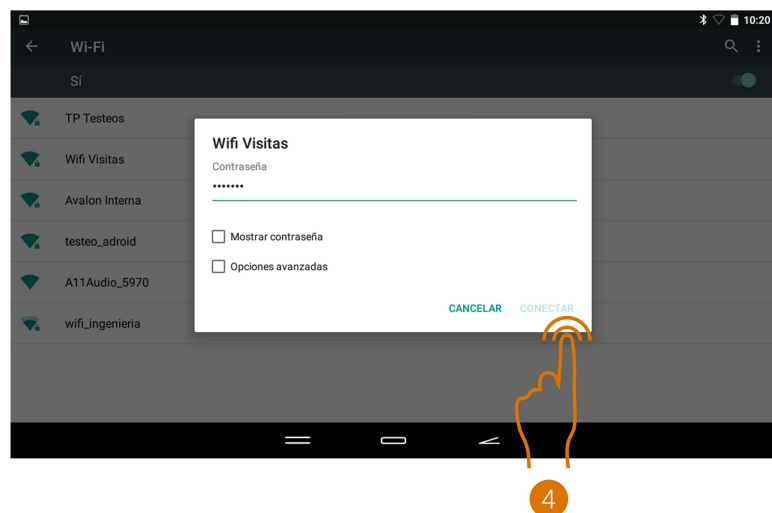 10:20
Wi-Fi
Sí
TP Testeos
Wifi Visitas
Avalon Interna
testeo_adroid
A11Audio_5970
wifi_ingenieria
Wifi Visitas
Contraseña
•••••••
Mostrar contraseña
Opciones avanzadas
CANCELAR CONECTAR
4